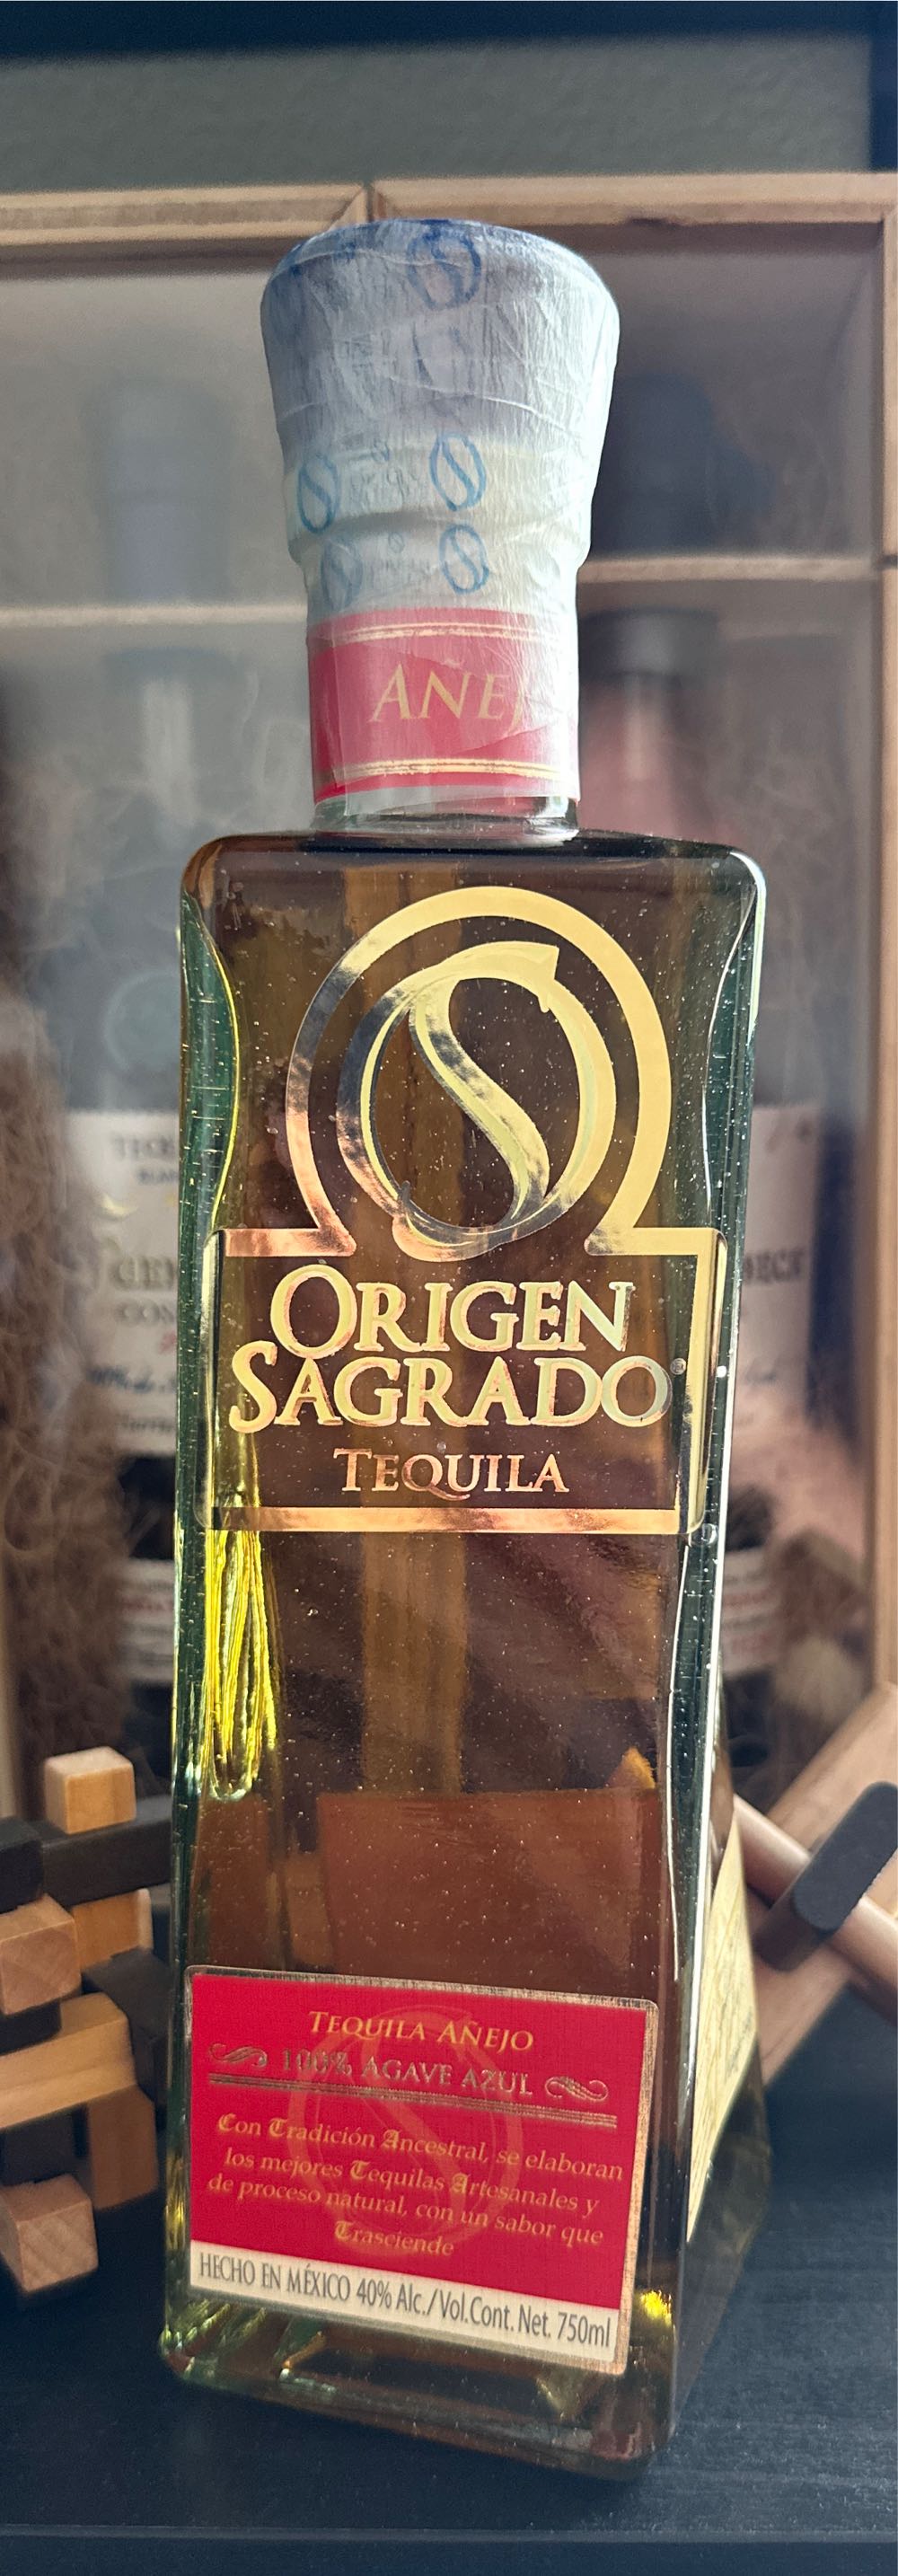 AÑEJ
S
ORIGEN
SAGRADO®
TEQUILA
TEQUILA AÑEJO
100% AGAVE AZUL
Con Tradición Ancestral, se elaboran
los mejores Tequilas Artesanales y
de proceso natural, con un sabor que
Trasciende
HECHO EN MÉXICO 40% Alc./Vol.Cont. Net. 750ml